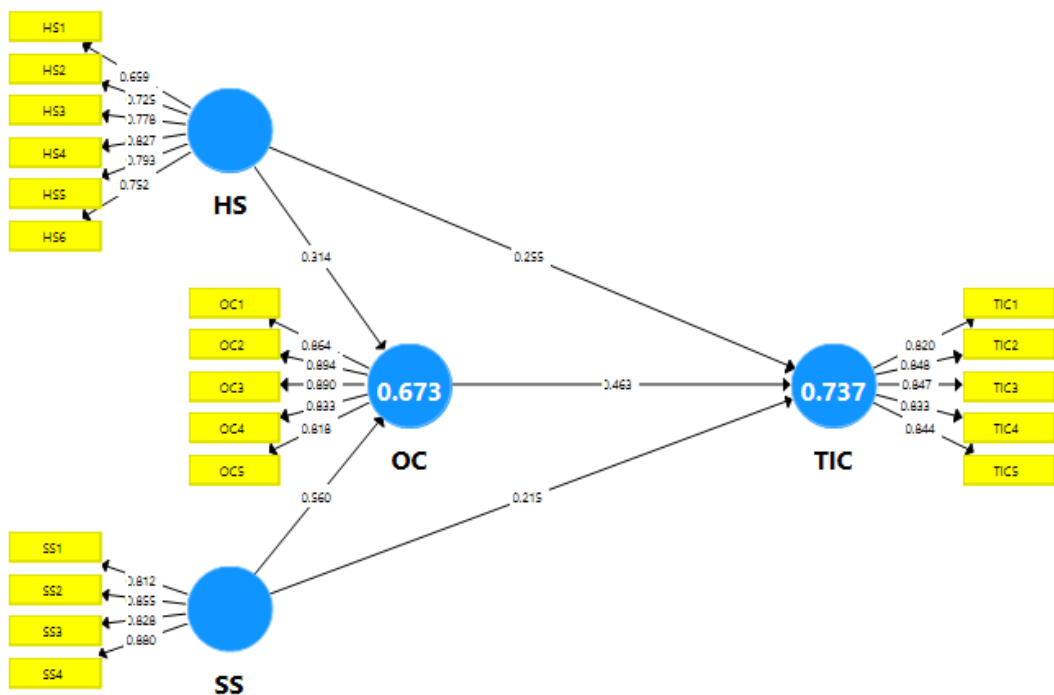 HS1
HS2
HS3
HS4
HS5
HS6
0.659
0.725
0.778
0.827
0.793
0.752
HS
0.314
0.255
OC1
OC2
OC3
OC4
OC5
0.864
0.894
0.890
0.833
0.818
0.673
OC
0.463
0.737
TIC
0.820
0.848
0.847
0.833
0.844
TIC1
TIC2
TIC3
TIC4
TIC5
0.560
0.215
SS1
SS2
SS3
SS4
0.812
0.855
0.828
0.880
SS